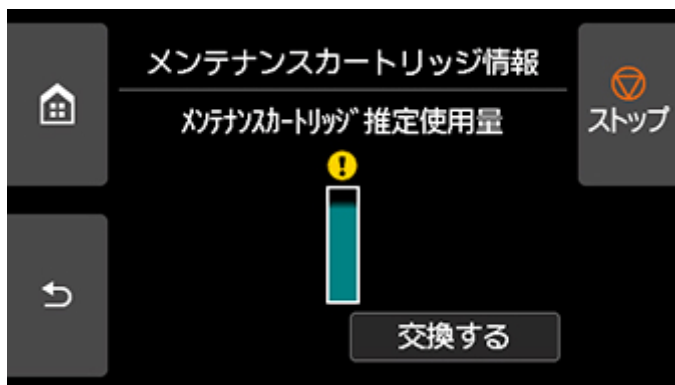 メンテナンスカートリッジ情報
ストップ
ﾒﾝﾃﾅﾝｽｶｰﾄﾘｯｼﾞ推定使用量
交換する